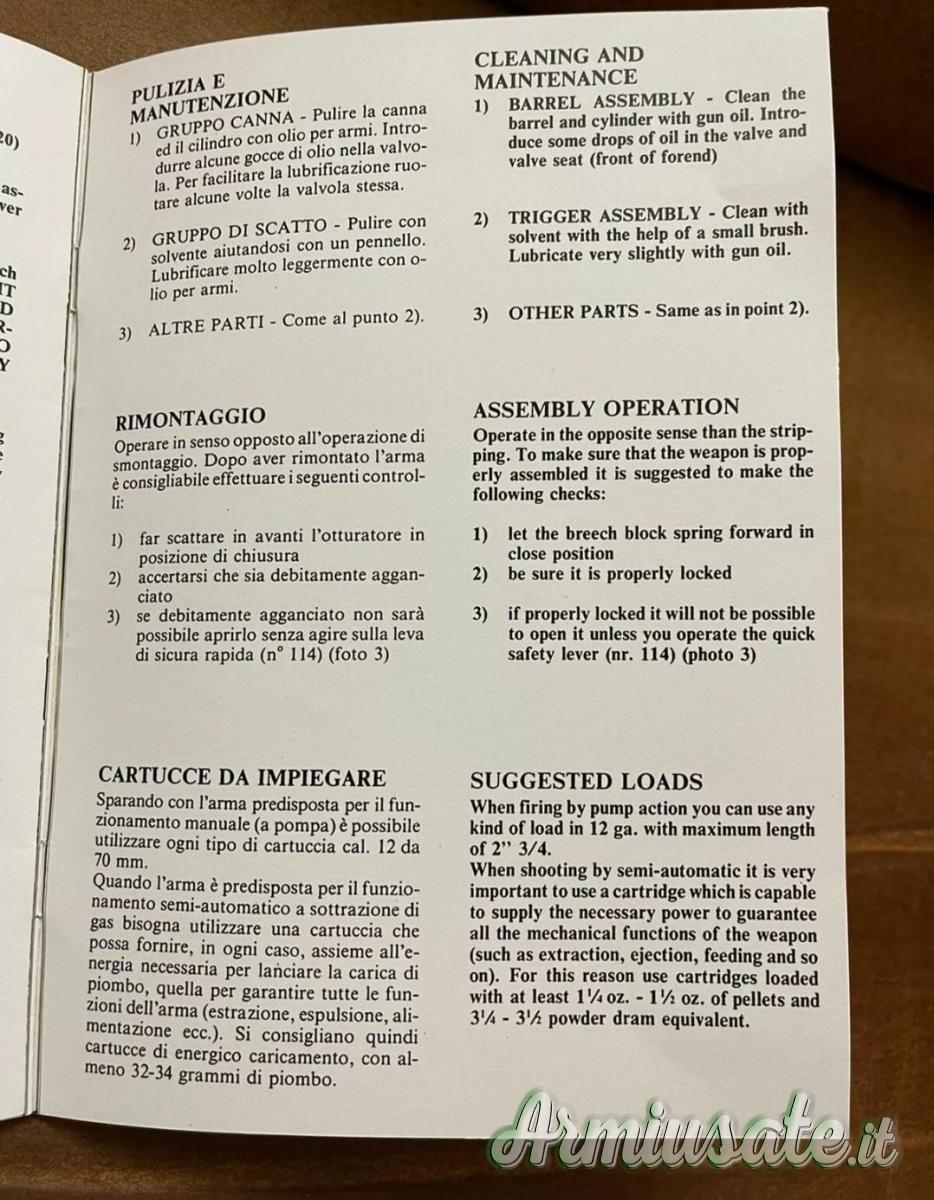 20)
as-
ver
ch
IT
D
R-
O
Y
g
e
PULIZIA E
MANUTENZIONE
1) GRUPPO CANNA - Pulire la canna
ed il cilindro con olio per armi. Intro-
durre alcune gocce di olio nella valvo-
la. Per facilitare la lubrificazione ruo-
tare alcune volte la valvola stessa.
2) GRUPPO DI SCATTO - Pulire con
solvente aiutandosi con un pennello.
Lubrificare molto leggermente con o-
lio per armi.
3) ALTRE PARTI - Come al punto 2).
RIMONTAGGIO
Operare in senso opposto all'operazione di
smontaggio. Dopo aver rimontato l'arma
è consigliabile effettuare i seguenti control-
li:
1) far scattare in avanti l'otturatore in
posizione di chiusura
2) accertarsi che sia debitamente aggan-
ciato
3) se debitamente agganciato non sarà
possibile aprirlo senza agire sulla leva
di sicura rapida (n° 114) (foto 3)
CARTUCCE DA IMPIEGARE
Sparando con l'arma predisposta per il fun-
zionamento manuale (a pompa) è possibile
utilizzare ogni tipo di cartuccia cal. 12 da
70 mm.
Quando l'arma è predisposta per il funzio-
namento semi-automatico a sottrazione di
gas bisogna utilizzare una cartuccia che
possa fornire, in ogni caso, assieme all'e-
nergia necessaria per lanciare la carica di
piombo, quella per garantire tutte le fun-
zioni dell'arma (estrazione, espulsione, ali-
mentazione ecc.). Si consigliano quindi
cartucce di energico caricamento, con al-
meno 32-34 grammi di piombo.
CLEANING AND
MAINTENANCE
1) BARREL ASSEMBLY - Clean the
barrel and cylinder with gun oil. Intro-
duce some drops of oil in the valve and
valve seat (front of forend)
2) TRIGGER ASSEMBLY - Clean with
solvent with the help of a small brush.
Lubricate very slightly with gun oil.
3) OTHER PARTS - Same as in point 2).
ASSEMBLY OPERATION
Operate in the opposite sense than the strip-
ping. To make sure that the weapon is prop-
erly assembled it is suggested to make the
following checks:
1) let the breech block spring forward in
close position
2) be sure it is properly locked
3) if properly locked it will not be possible
to open it unless you operate the quick
safety lever (nr. 114) (photo 3)
SUGGESTED LOADS
When firing by pump action you can use any
kind of load in 12 ga. with maximum length
of 2" 3/4.
When shooting by semi-automatic it is very
important to use a cartridge which is capable
to supply the necessary power to guarantee
all the mechanical functions of the weapon
(such as extraction, ejection, feeding and so
on). For this reason use cartridges loaded
with at least 1¼ oz. - 1½ oz. of pellets and
3¼ - 3½ powder dram equivalent.
Armiusate.it